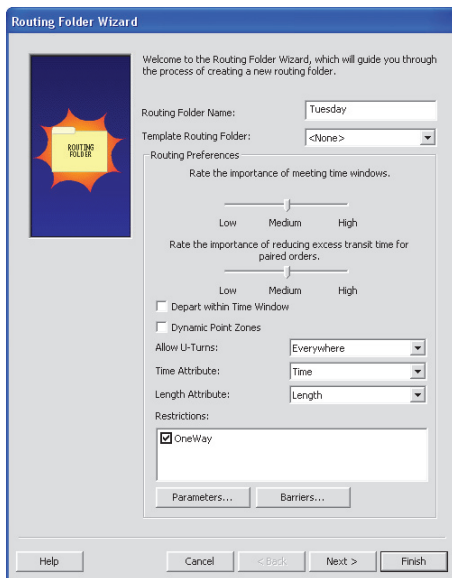 Routing Folder Wizard
Welcome to the Routing Folder Wizard, which will guide you through
the process of creating a new routing folder.
ROUTING
FOLDER
Routing Folder Name:
Tuesday
Template Routing Folder:
<None>
Routing Preferences
Rate the importance of meeting time windows.
Low Medium High
Rate the importance of reducing excess transit time for
paired orders.
Low Medium High
Depart within Time Window
Dynamic Point Zones
Allow U-Turns:
Everywhere
Time Attribute:
Time
Length Attribute:
Length
Restrictions:
OneWay
Parameters...
Barriers...
Help
Cancel
< Back
Next >
Finish